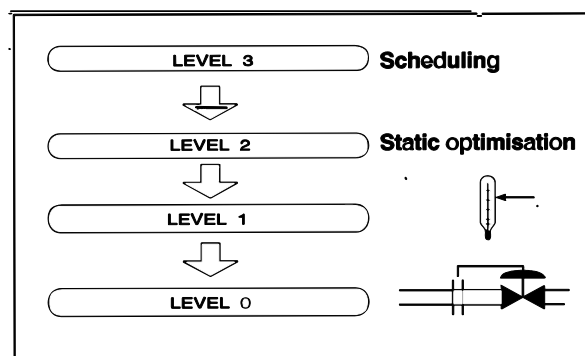 LEVEL 3 Scheduling
LEVEL 2 Static optimisation
LEVEL 1
LEVEL 0